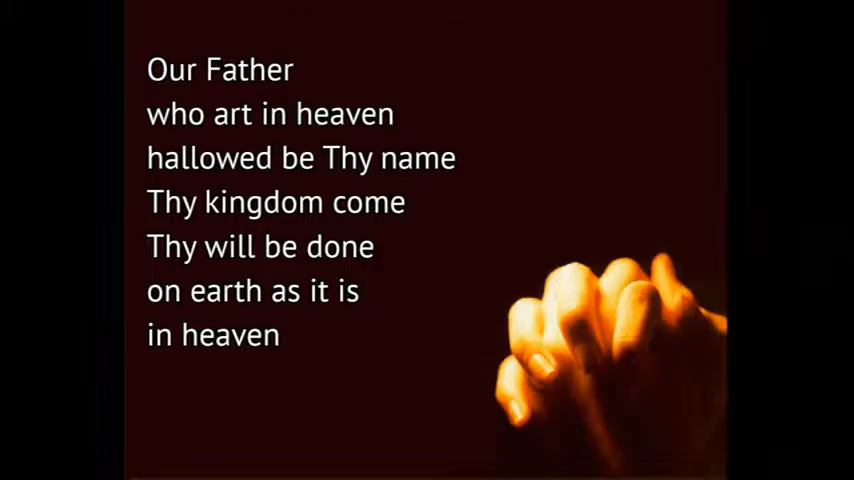 Our Father
who art in heaven
hallowed be Thy name
Thy kingdom come
Thy will be done
on earth as it is
in heaven